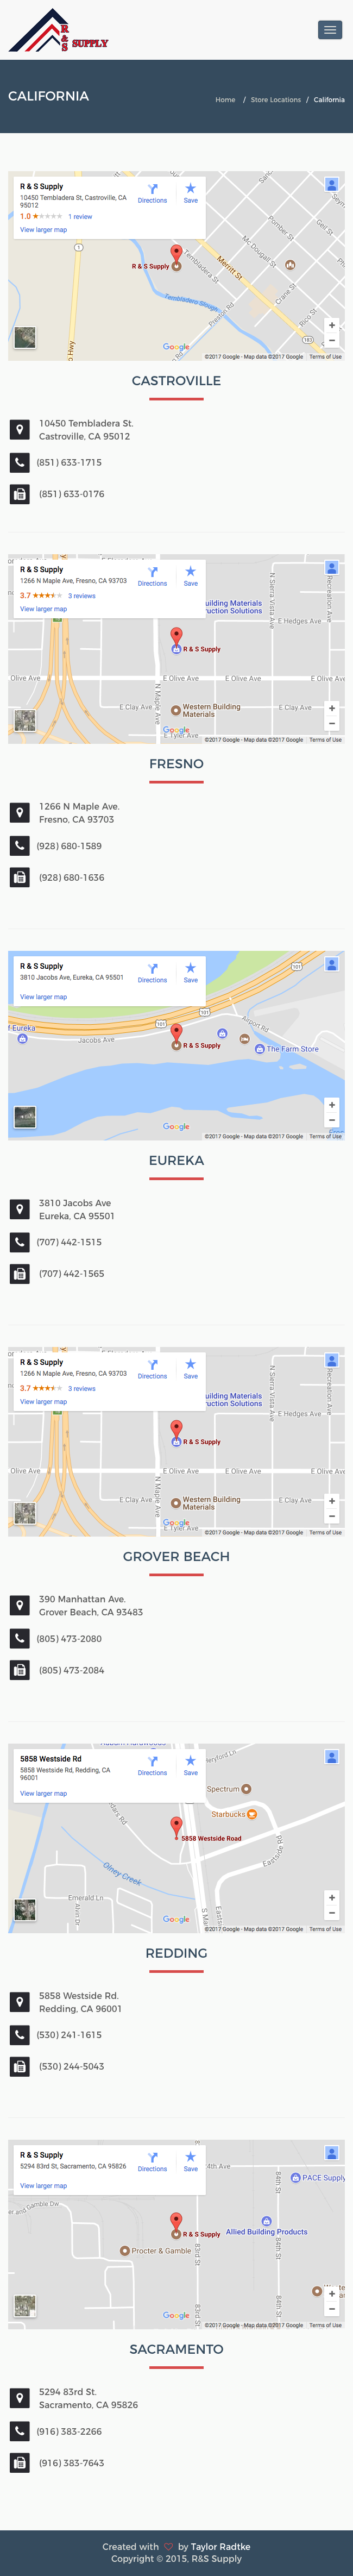 R&S SUPPLY
CALIFORNIA
Home / Store Locations / California
R & S Supply
10450 Tembladera St, Castroville, CA
95012
1.0 1 review
View larger map
Directions Save
Merritt St
Tembladera St
Tembladero Slough
Mc Dougall St
Pomber St
Geil St
Crane St
Rico St
Preston Rd
1
183
R & S Supply
Google
©2017 Google - Map data ©2017 Google Terms of Use
CASTROVILLE
10450 Tembladera St.
Castroville, CA 95012
(851) 633-1715
(851) 633-0176
R & S Supply
1266 N Maple Ave, Fresno, CA 93703
3.7 3 reviews
View larger map
Directions Save
uilding Materials
ruction Solutions
N Sierra Vista Ave
Recreation Ave
E Hedges Ave
R & S Supply
Olive Ave E Olive Ave E Olive Ave
N Maple Ave
E Clay Ave E Clay Ave
Western Building
Materials
E Tyler Ave
Google
©2017 Google - Map data ©2017 Google Terms of Use
FRESNO
1266 N Maple Ave.
Fresno, CA 93703
(928) 680-1589
(928) 680-1636
R & S Supply
3810 Jacobs Ave, Eureka, CA 95501
View larger map
Directions Save
101
101
101
f Eureka
Jacobs Ave
Airport Rd
R & S Supply
The Farm Store
Google
©2017 Google - Map data ©2017 Google Terms of Use
EUREKA
3810 Jacobs Ave
Eureka, CA 95501
(707) 442-1515
(707) 442-1565
R & S Supply
1266 N Maple Ave, Fresno, CA 93703
3.7 3 reviews
View larger map
Directions Save
uilding Materials
ruction Solutions
N Sierra Vista Ave
Recreation Ave
E Hedges Ave
R & S Supply
Olive Ave E Olive Ave E Olive Ave
N Maple Ave
E Clay Ave E Clay Ave
Western Building
Materials
E Tyler Ave
Google
©2017 Google - Map data ©2017 Google Terms of Use
GROVER BEACH
390 Manhattan Ave.
Grover Beach, CA 93483
(805) 473-2080
(805) 473-2084
5858 Westside Rd
5858 Westside Rd, Redding, CA
96001
View larger map
Directions Save
eryford Ln
Spectrum
Starbucks
5858 Westside Road
Eastside Rd
Olney Creek
Emerald Ln
Alvin Dr
Google
©2017 Google - Map data ©2017 Google Terms of Use
REDDING
5858 Westside Rd.
Redding, CA 96001
(530) 241-1615
(530) 244-5043
R & S Supply
5294 83rd St, Sacramento, CA 95826
View larger map
Directions Save
4th Ave
84th St
PACE Supply
er and Gamble Dw
R & S Supply
Allied Building Products
Procter & Gamble
83rd St
84th St
83rd St
84th St
Google
©2017 Google - Map data ©2017 Google Terms of Use
SACRAMENTO
5294 83rd St.
Sacramento, CA 95826
(916) 383-2266
(916) 383-7643
Created with ♡ by Taylor Radtke
Copyright © 2015, R&S Supply